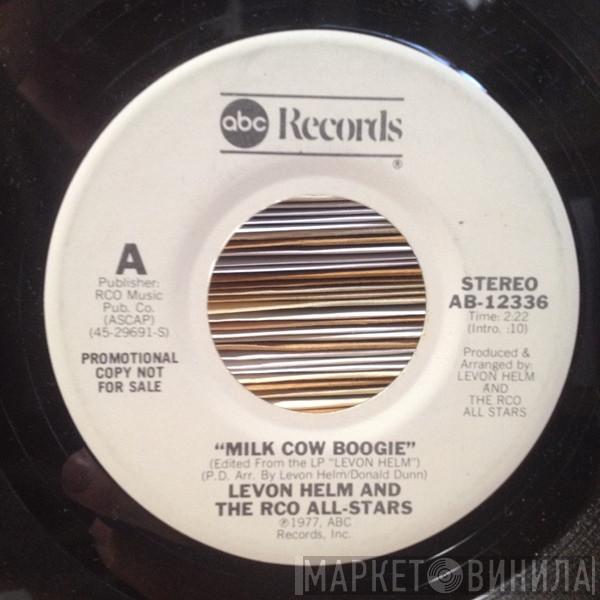 abc Records
®
A
Publisher:
RCO Music
Pub. Co.
(ASCAP)
(45-29691-S)
PROMOTIONAL
COPY NOT
FOR SALE
STEREO
AB-12336
Time: 2:22
(Intro. :10)
Produced &
Arranged by:
LEVON HELM
AND
THE RCO
ALL STARS
"MILK COW BOOGIE"
(Edited From the LP "LEVON HELM")
(P.D. Arr. By Levon Helm/Donald Dunn)
LEVON HELM AND
THE RCO ALL-STARS
℗1977, ABC
Records, Inc.
МАРКЕТ ВИНИЛА